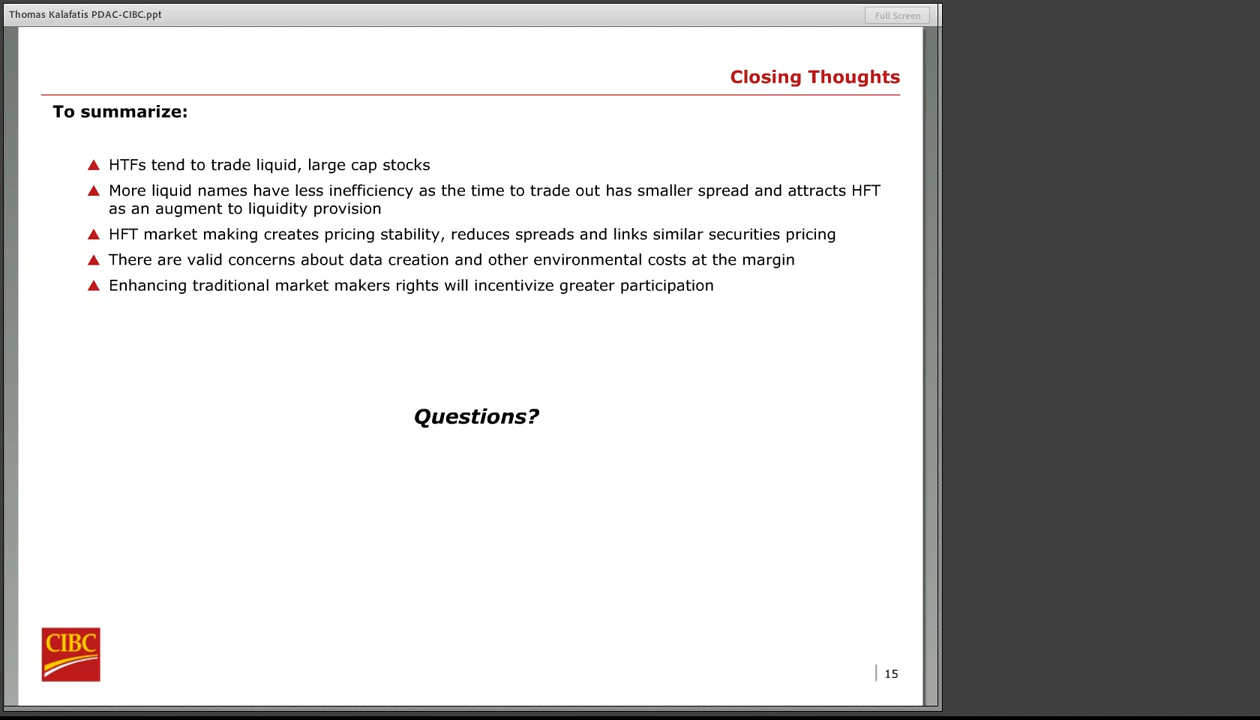 Thomas Kalafatis PDAC-CIBC.ppt
Full Screen
Closing Thoughts
To summarize:
HTFs tend to trade liquid, large cap stocks
More liquid names have less inefficiency as the time to trade out has smaller spread and attracts HFT
as an augment to liquidity provision
HFT market making creates pricing stability, reduces spreads and links similar securities pricing
There are valid concerns about data creation and other environmental costs at the margin
Enhancing traditional market makers rights will incentivize greater participation
Questions?
CIBC
15